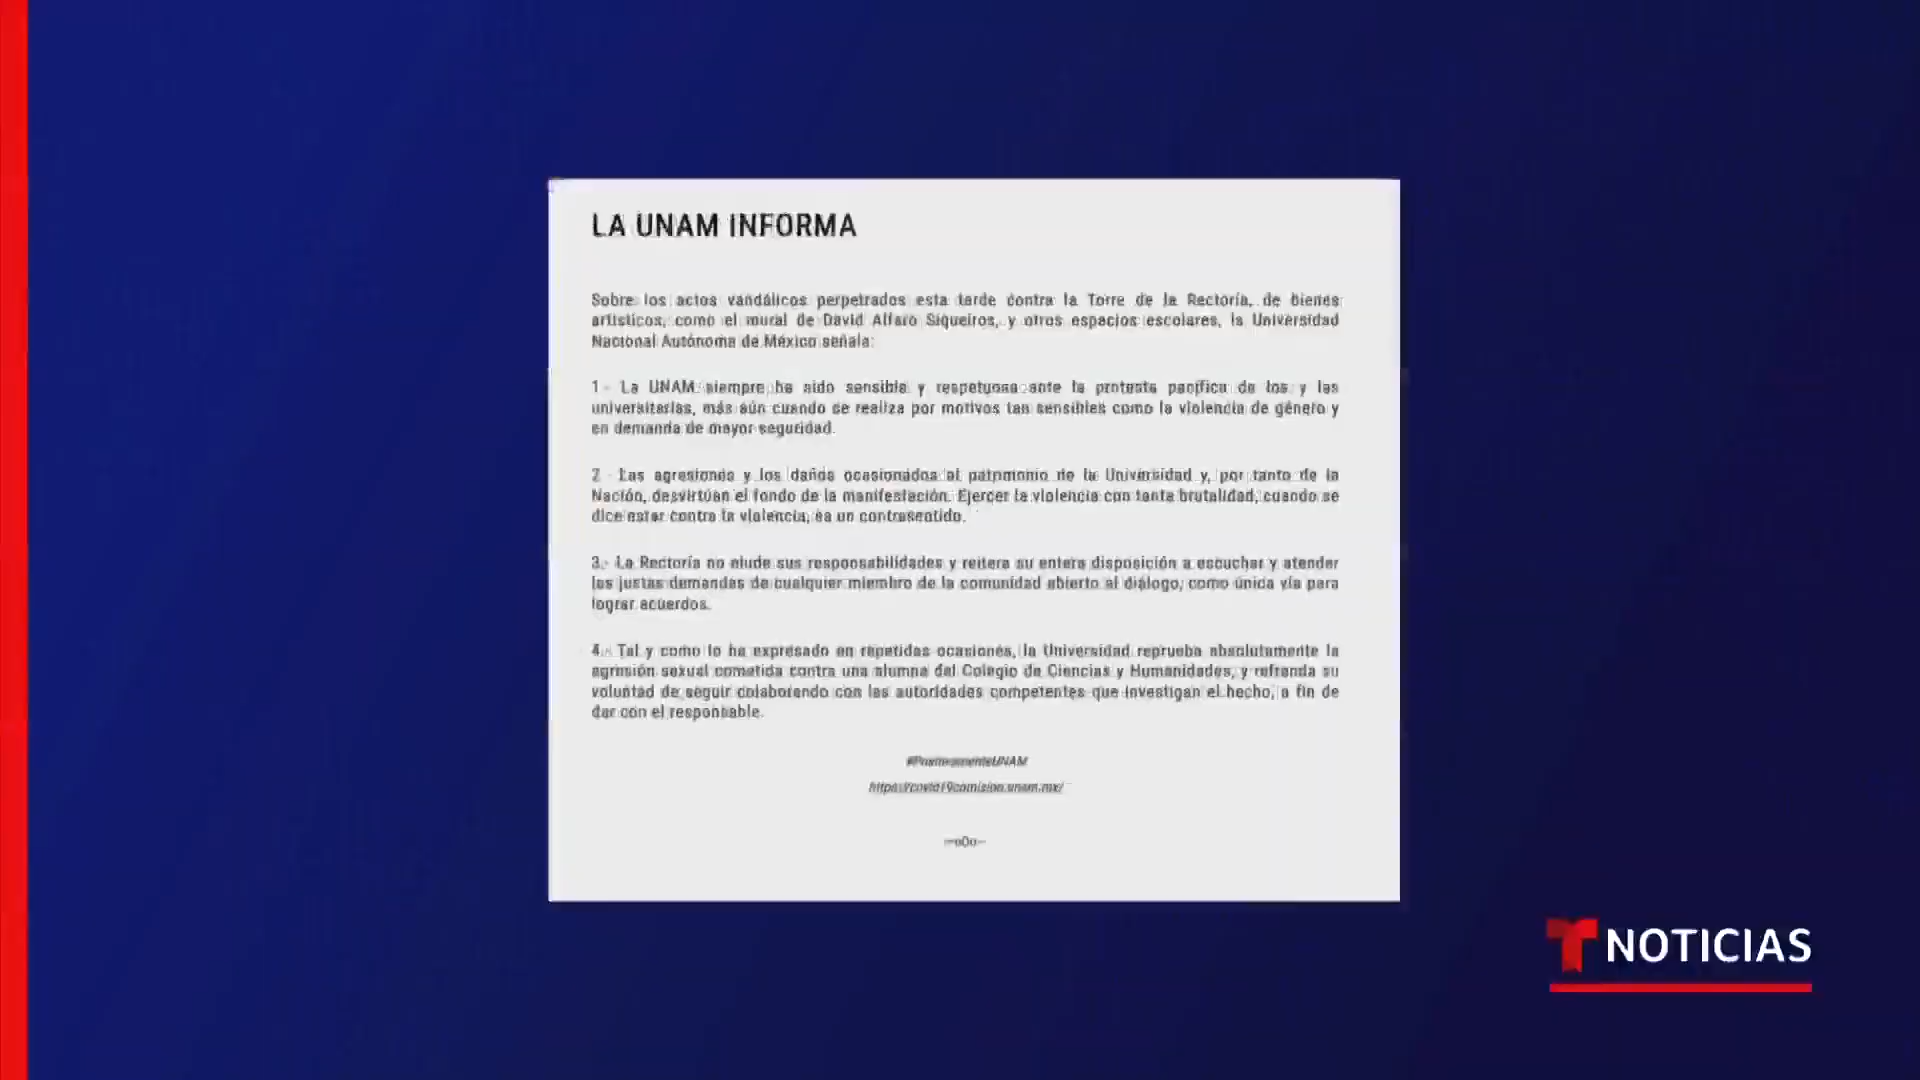 LA UNAM INFORMA
Sobre los actos vandálicos perpetrados esta tarde contra la Torre de la Rectoría, de bienes
artísticos, como el mural de David Alfaro Siqueiros, y otros espacios escolares, la Universidad
Nacional Autónoma de México señala:
1.- La UNAM siempre ha sido sensible y respetuosa ante la protesta pacífica de los y las
universitarias, más aún cuando se realiza por motivos tan sensibles como la violencia de género y
en demanda de mayor seguridad.
2.- Las agresiones y los daños ocasionados al patrimonio de la Universidad y, por tanto de la
Nación, desvirtúan el fondo de la manifestación. Ejercer la violencia con tanta brutalidad, cuando se
dice estar contra la violencia, es un contrasentido.
3.- La Rectoría no elude sus responsabilidades y reitera su entera disposición a escuchar y atender
las justas demandas de cualquier miembro de la comunidad abierto al diálogo, como única vía para
lograr acuerdos.
4.- Tal y como lo ha expresado en repetidas ocasiones, la Universidad reprueba absolutamente la
agresión sexual cometida contra una alumna del Colegio de Ciencias y Humanidades, y refrenda su
voluntad de seguir colaborando con las autoridades competentes que investigan el hecho, a fin de
dar con el responsable.
https://covid19comision.unam.mx/
—oOo—
NOTICIAS